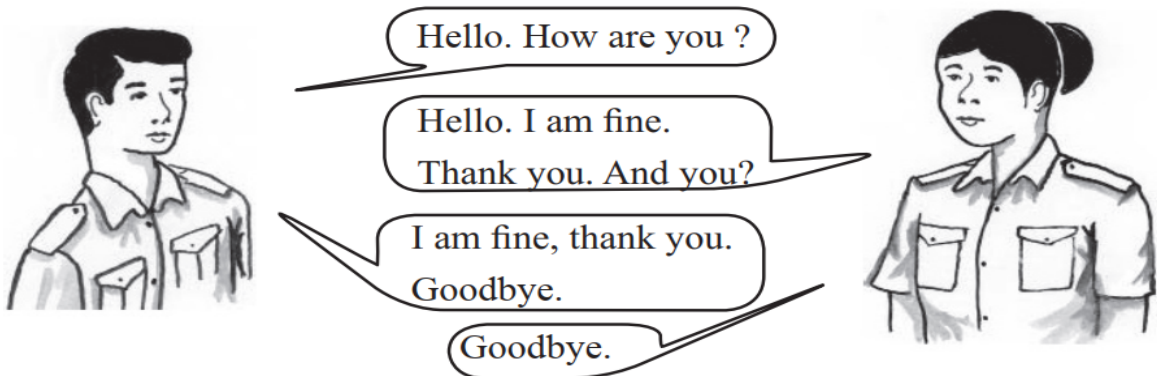 Hello. How are you ?
Hello. I am fine.
Thank you. And you?
I am fine, thank you.
Goodbye.
Goodbye.